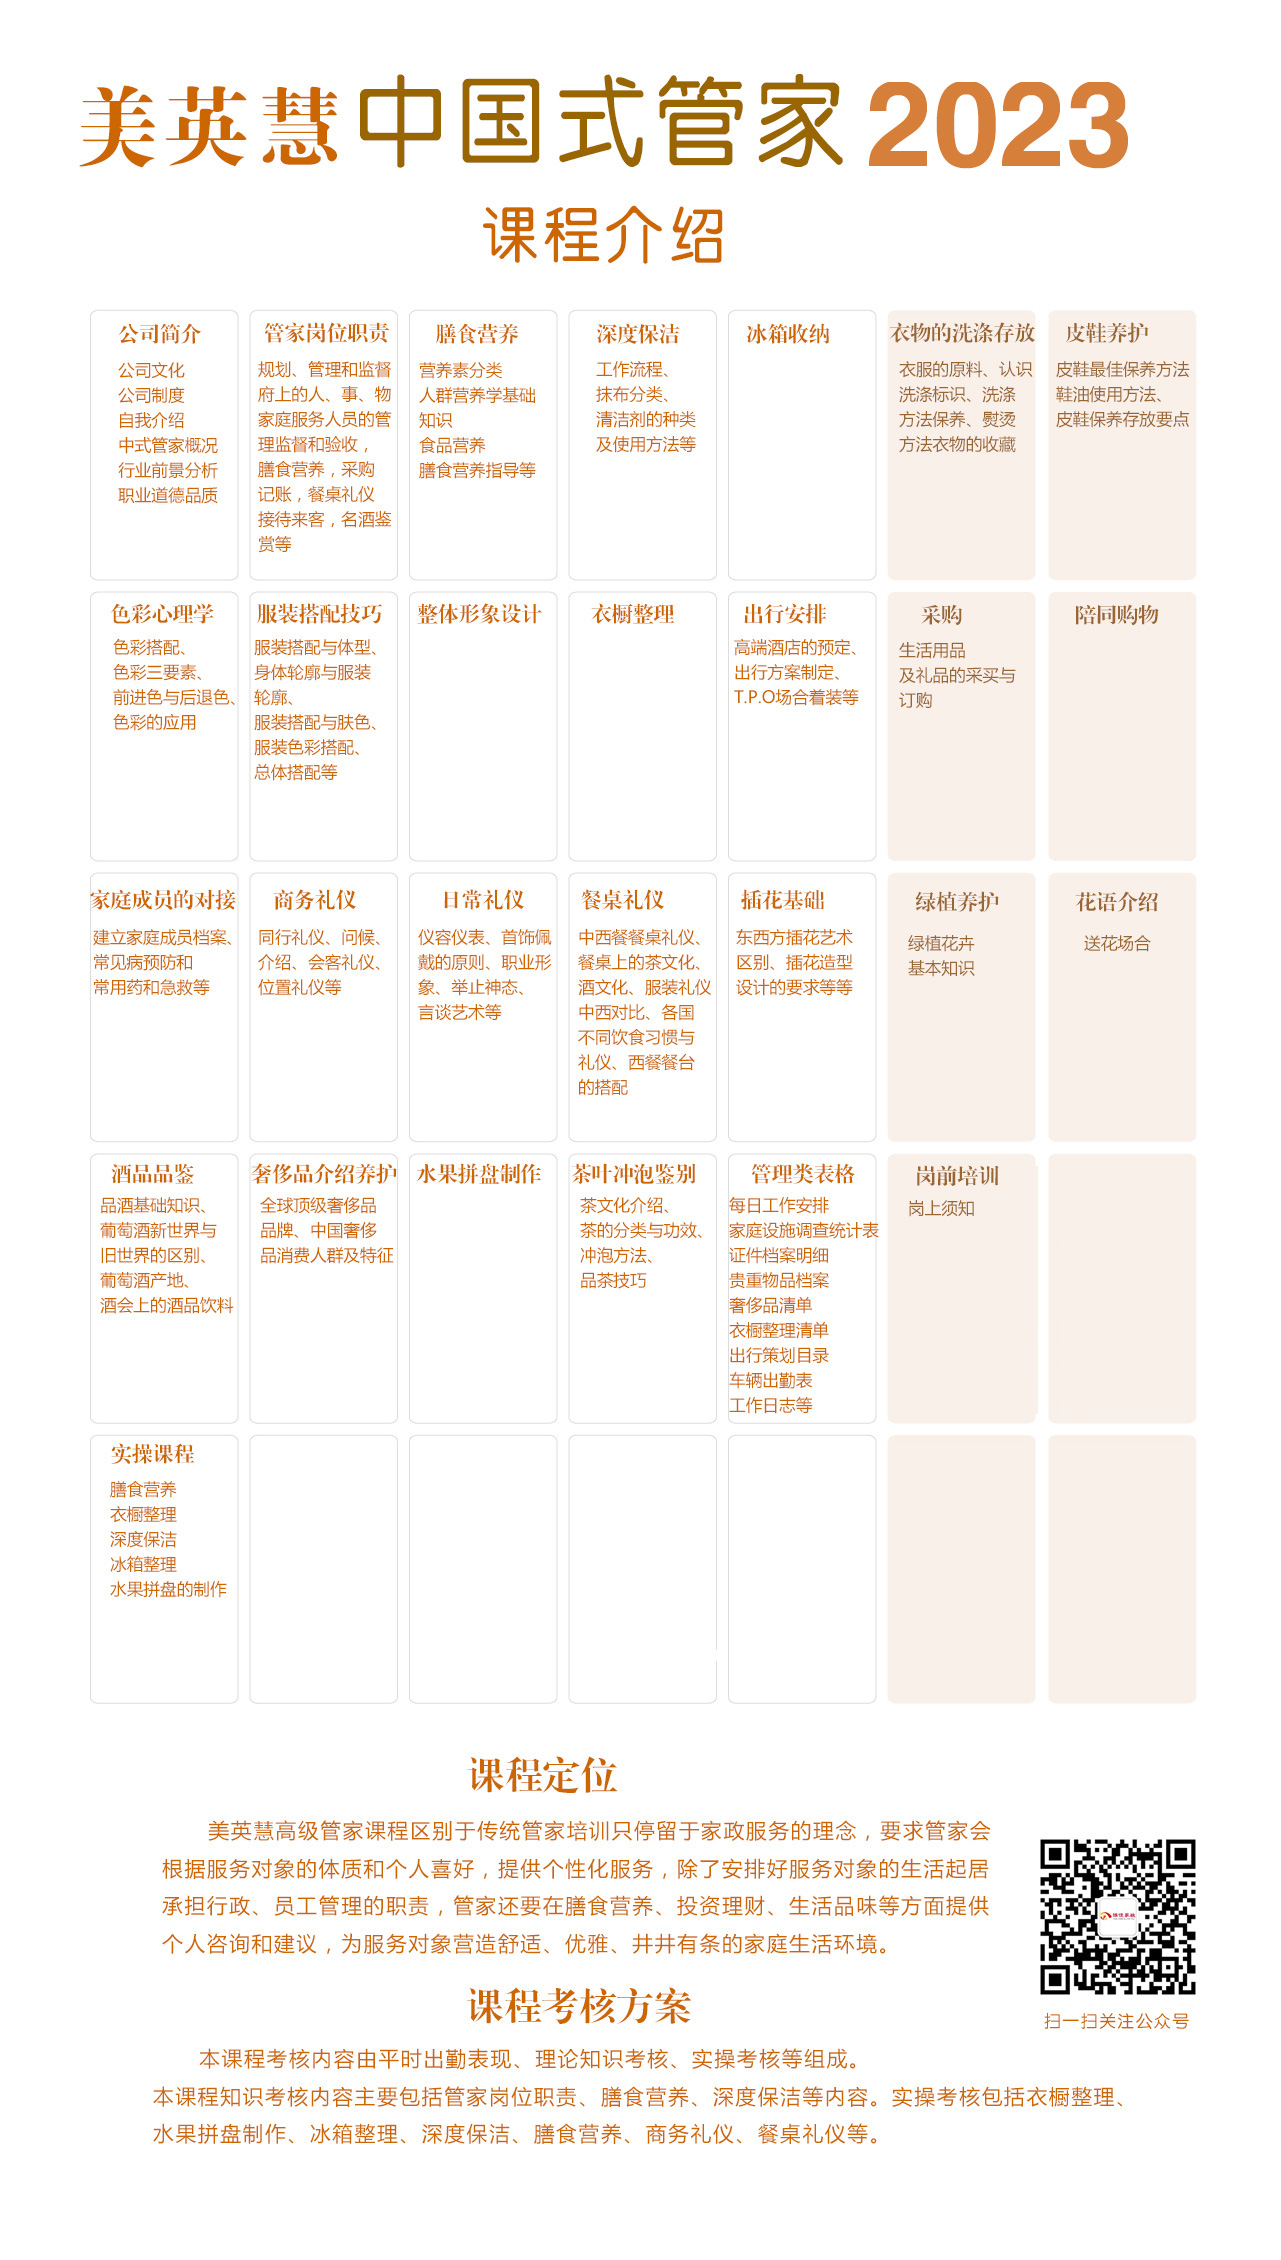 美英慧中国式管家2023
课程介绍
公司简介
公司文化
公司制度
自我介绍
中式管家概况
行业前景分析
职业道德品质
管家岗位职责
规划、管理和监督
府上的人、事、物
家庭服务人员的管
理监督和验收，
膳食营养，采购
记账，餐桌礼仪
接待来客，名酒鉴
赏等
膳食营养
营养素分类
人群营养学基础
知识
食品营养
膳食营养指导等
深度保洁
工作流程、
抹布分类、
清洁剂的种类
及使用方法等
冰箱收纳
衣物的洗涤存放
衣服的原料、认识
洗涤标识、洗涤
方法保养、熨烫
方法衣物的收藏
皮鞋养护
皮鞋最佳保养方法
鞋油使用方法、
皮鞋保养存放要点
色彩心理学
色彩搭配、
色彩三要素、
前进色与后退色、
色彩的应用
服装搭配技巧
服装搭配与体型、
身体轮廓与服装
轮廓、
服装搭配与肤色、
服装色彩搭配、
总体搭配等
整体形象设计
衣橱整理
出行安排
高端酒店的预定、
出行方案制定、
T.P.O场合着装等
采购
生活用品
及礼品的采买与
订购
陪同购物
家庭成员的对接
建立家庭成员档案、
常见病预防和
常用药和急救等
商务礼仪
同行礼仪、问候、
介绍、会客礼仪、
位置礼仪等
日常礼仪
仪容仪表、首饰佩
戴的原则、职业形
象、举止神态、
言谈艺术等
餐桌礼仪
中西餐餐桌礼仪、
餐桌上的茶文化、
酒文化、服装礼仪
中西对比、各国
不同饮食习惯与
礼仪、西餐餐台
的搭配
插花基础
东西方插花艺术
区别、插花造型
设计的要求等等
绿植养护
绿植花卉
基本知识
花语介绍
送花场合
酒品品鉴
品酒基础知识、
葡萄酒新世界与
旧世界的区别、
葡萄酒产地、
酒会上的酒品饮料
奢侈品介绍养护
全球顶级奢侈品
品牌、中国奢侈
品消费人群及特征
水果拼盘制作
茶叶冲泡鉴别
茶文化介绍、
茶的分类与功效、
冲泡方法、
品茶技巧
管理类表格
每日工作安排
家庭设施调查统计表
证件档案明细
贵重物品档案
奢侈品清单
衣橱整理清单
出行策划目录
车辆出勤表
工作日志等
岗前培训
岗上须知
实操课程
膳食营养
衣橱整理
深度保洁
冰箱整理
水果拼盘的制作
课程定位
美英慧高级管家课程区别于传统管家培训只停留于家政服务的理念，要求管家会
根据服务对象的体质和个人喜好，提供个性化服务，除了安排好服务对象的生活起居
承担行政、员工管理的职责，管家还要在膳食营养、投资理财、生活品味等方面提供
个人咨询和建议，为服务对象营造舒适、优雅、井井有条的家庭生活环境。
扫一扫关注公众号
课程考核方案
本课程考核内容由平时出勤表现、理论知识考核、实操考核等组成。
本课程知识考核内容主要包括管家岗位职责、膳食营养、深度保洁等内容。实操考核包括衣橱整理、
水果拼盘制作、冰箱整理、深度保洁、膳食营养、商务礼仪、餐桌礼仪等。